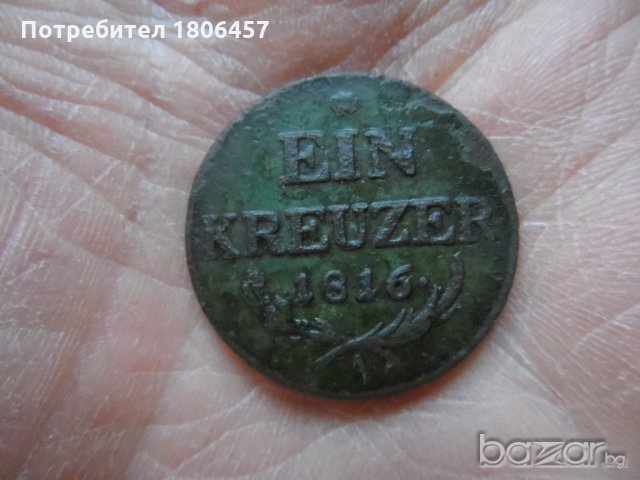 Потребител 1806457
EIN
KREUZER
·1816·
bazar.bg